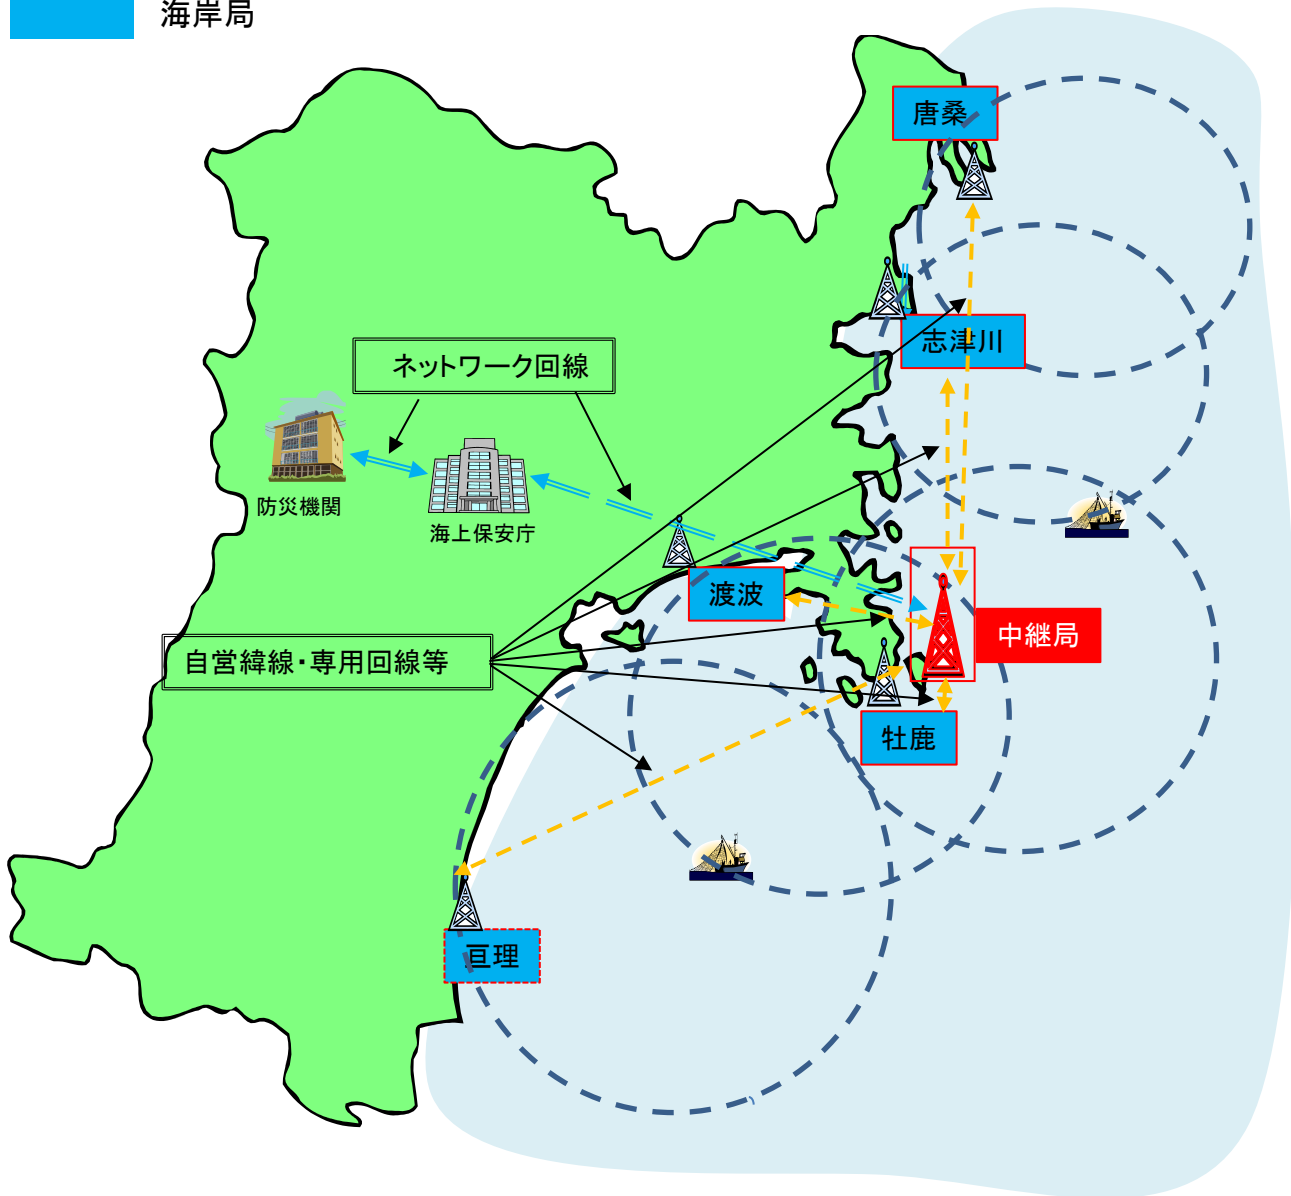 海岸局
唐桑
志津川
ネットワーク回線
防災機関
海上保安庁
渡波
中継局
自営緯線・専用回線等
牡鹿
亘理